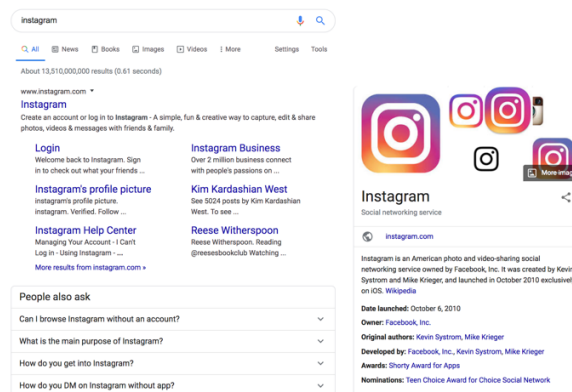 instagram
All News Books Images Videos More Settings Tools
About 13,510,000,000 results (0.61 seconds)
www.instagram.com
Instagram
Create an account or log in to Instagram - A simple, fun & creative way to capture, edit & share
photos, videos & messages with friends & family.
Login
Welcome back to Instagram. Sign
in to check out what your friends ...
Instagram Business
Over 2 million business connect
with people's passions on ...
Instagram's profile picture
instagram's profile picture.
instagram. Verified. Follow ...
Kim Kardashian West
See 5024 posts by Kim Kardashian
West. To see ...
Instagram Help Center
Managing Your Account - I Can't
Log in - Using Instagram - ...
Reese Witherspoon
Reese Witherspoon. Reading
@reesesbookclub Watching ...
More results from instagram.com »
People also ask
Can I browse Instagram without an account?
What is the main purpose of Instagram?
How do you get into Instagram?
How do you DM on Instagram without app?
More imag
Instagram
Social networking service
instagram.com
Instagram is an American photo and video-sharing social
networking service owned by Facebook, Inc. It was created by Kevin
Systrom and Mike Krieger, and launched in October 2010 exclusivel
on iOS. Wikipedia
Date launched: October 6, 2010
Owner: Facebook, Inc.
Original authors: Kevin Systrom, Mike Krieger
Developed by: Facebook, Inc., Kevin Systrom, Mike Krieger
Awards: Shorty Award for Apps
Nominations: Teen Choice Award for Choice Social Network